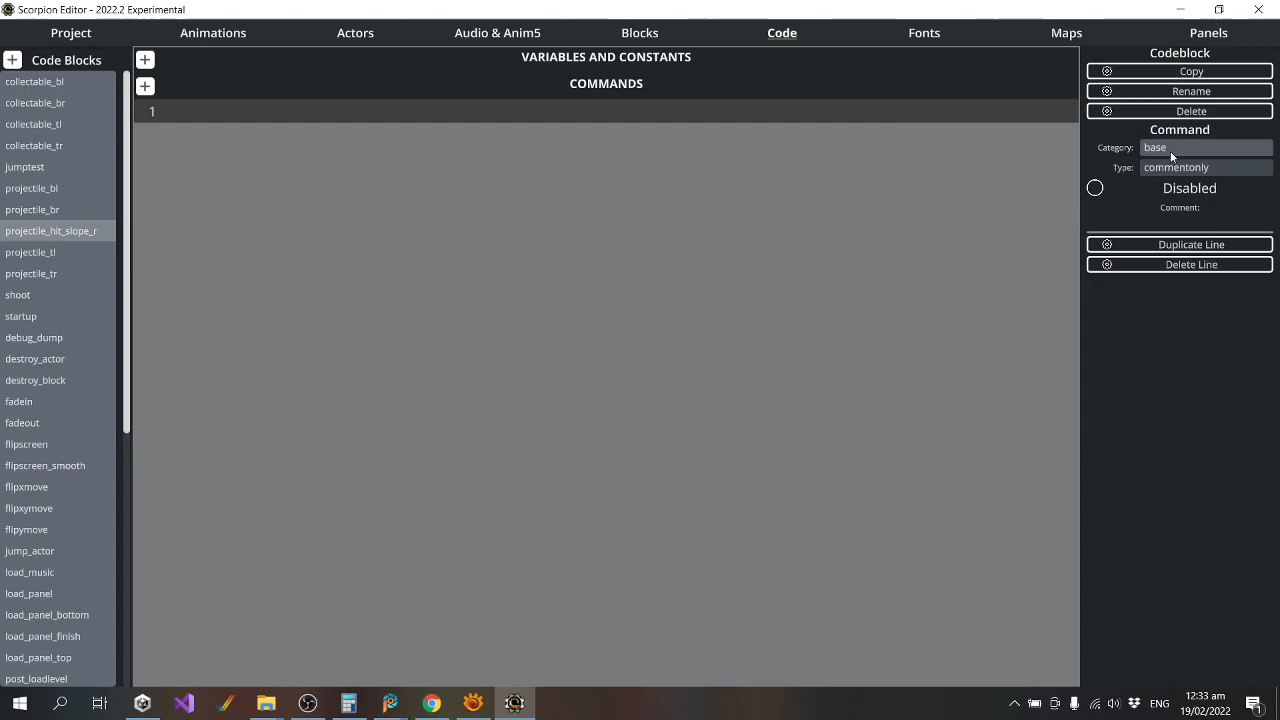 Scorpion Editor - 2022.2 Experimental
Project Animations Actors Audio & Anim5 Blocks Code Fonts Maps Panels
+ Code Blocks
collectable_bl
collectable_br
collectable_tl
collectable_tr
jumptest
projectile_bl
projectile_br
projectile_hit_slope_r
projectile_tl
projectile_tr
shoot
startup
debug_dump
destroy_actor
destroy_block
fadein
fadeout
flipscreen
flipscreen_smooth
flipxmove
flipxymove
flipymove
jump_actor
load_music
load_panel
load_panel_bottom
load_panel_finish
load_panel_top
post_loadlevel
+ VARIABLES AND CONSTANTS
+ COMMANDS
1
Codeblock
Copy
Rename
Delete
Command
Category: base
Type: commentonly
Disabled
Comment:
Duplicate Line
Delete Line
ENG
12:33 am
19/02/2022